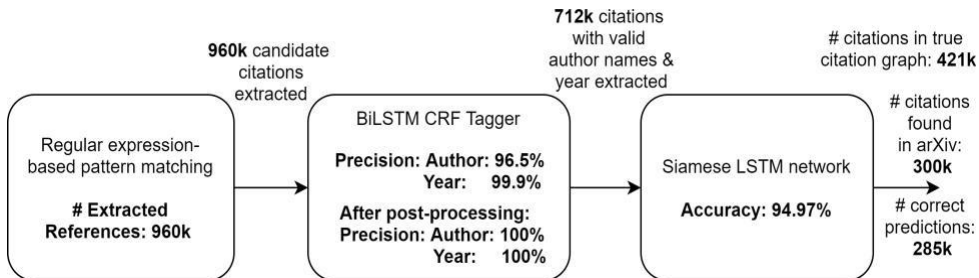 960k candidate
citations
extracted
712k citations
with valid
author names &
year extracted
# citations in true
citation graph: 421k
Regular expression-
based pattern matching
# Extracted
References: 960k
BiLSTM CRF Tagger
Precision: Author: 96.5%
Year: 99.9%
After post-processing:
Precision: Author: 100%
Year: 100%
Siamese LSTM network
Accuracy: 94.97%
# citations
found
in arXiv:
300k
# correct
predictions:
285k